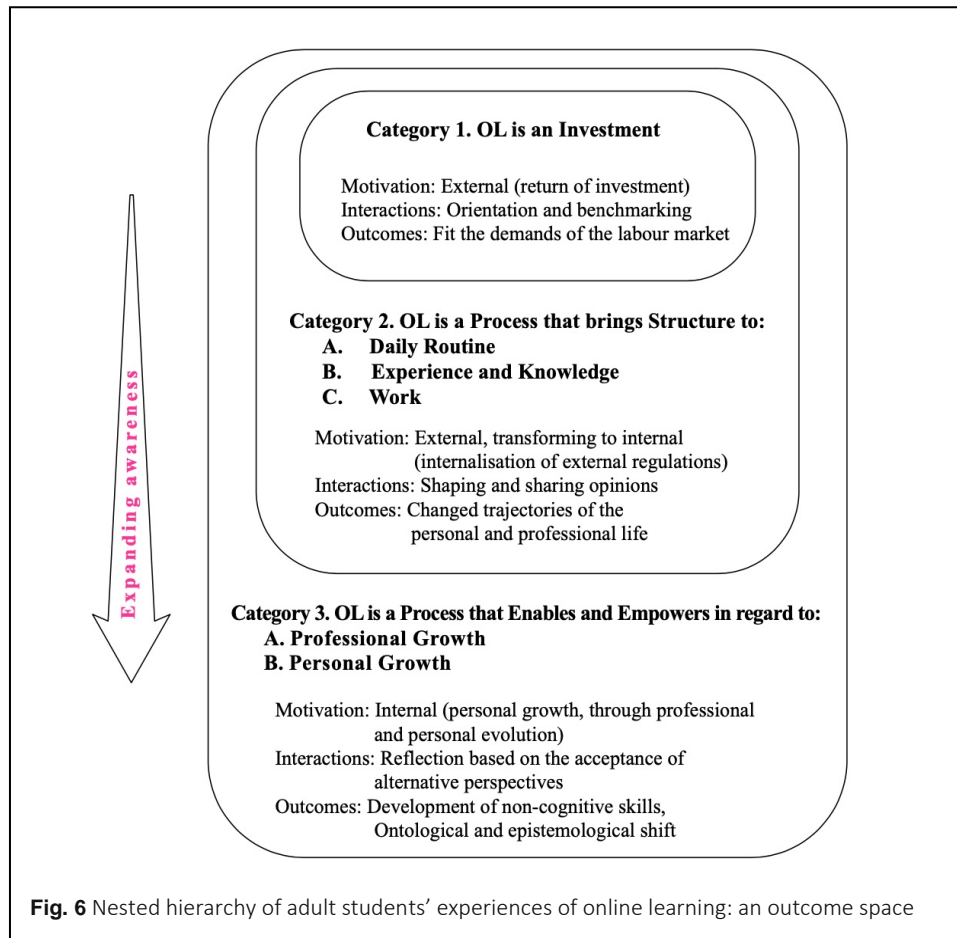 Category 1. OL is an Investment
Motivation: External (return of investment)
Interactions: Orientation and benchmarking
Outcomes: Fit the demands of the labour market
Category 2. OL is a Process that brings Structure to:
A. Daily Routine
B. Experience and Knowledge
C. Work
Motivation: External, transforming to internal
(internalisation of external regulations)
Interactions: Shaping and sharing opinions
Outcomes: Changed trajectories of the
personal and professional life
Expanding awareness
Category 3. OL is a Process that Enables and Empowers in regard to:
A. Professional Growth
B. Personal Growth
Motivation: Internal (personal growth, through professional
and personal evolution)
Interactions: Reflection based on the acceptance of
alternative perspectives
Outcomes: Development of non-cognitive skills,
Ontological and epistemological shift
Fig. 6 Nested hierarchy of adult students’ experiences of online learning: an outcome space